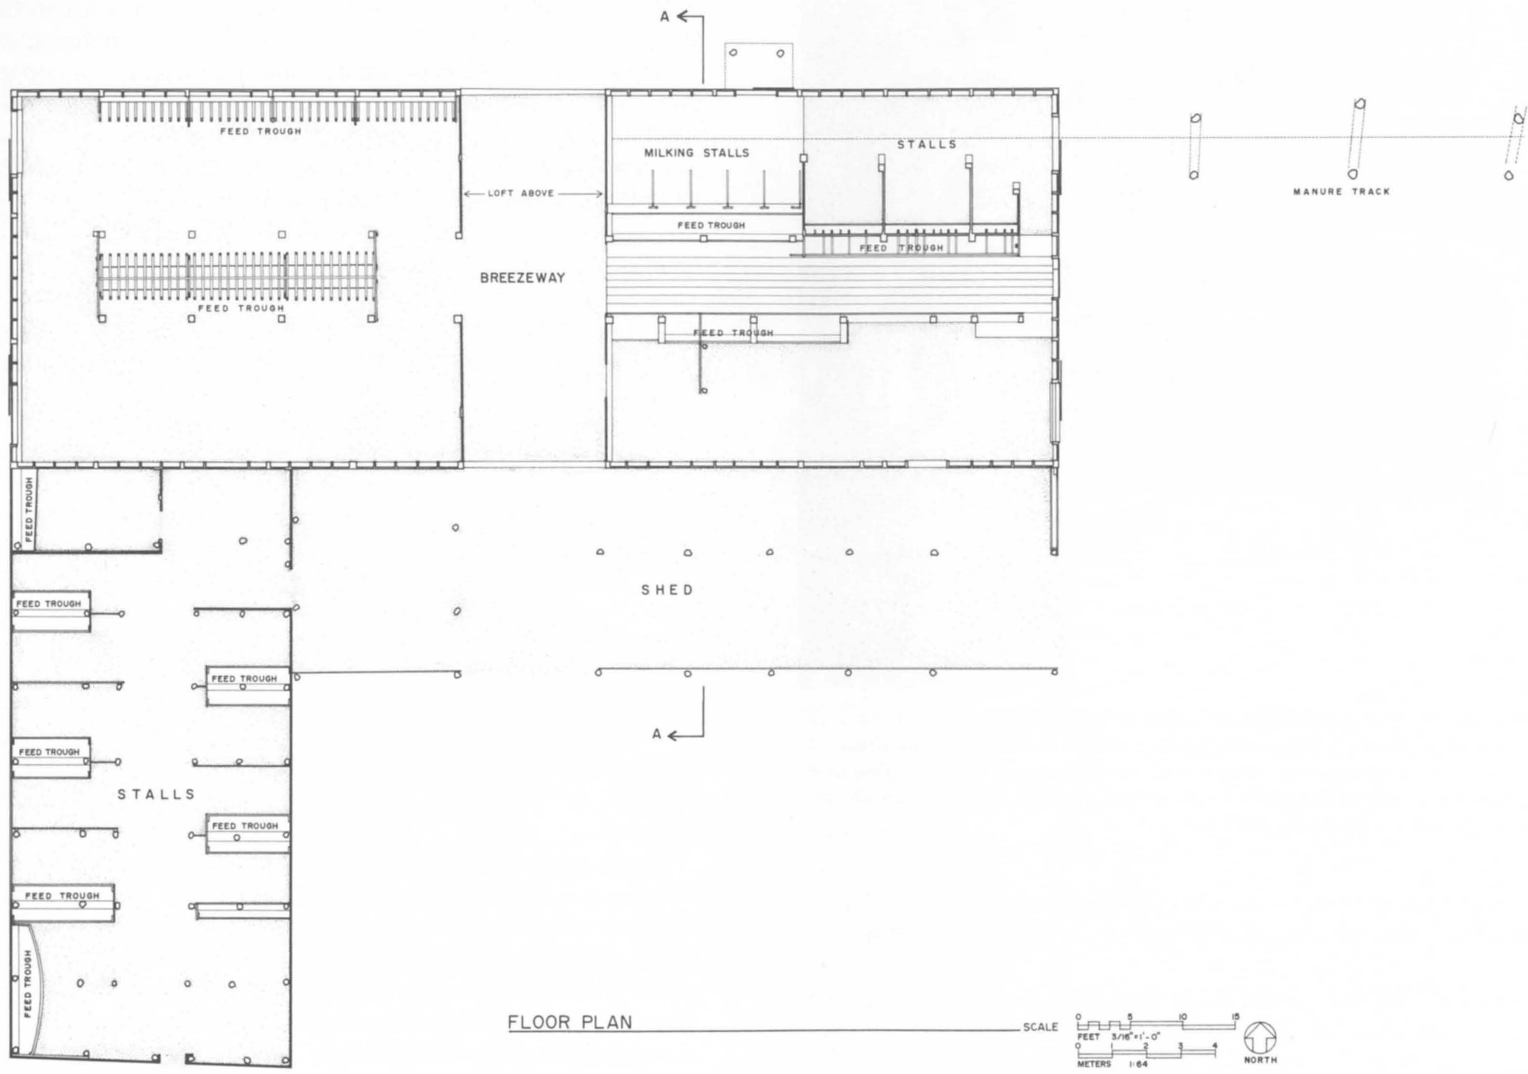 A
FEED TROUGH
MILKING STALLS
STALLS
MANURE TRACK
LOFT ABOVE
FEED TROUGH
FEED TROUGH
BREEZEWAY
FEED TROUGH
FEED TROUGH
FEED TROUGH
SHED
FEED TROUGH
FEED TROUGH
A
FEED TROUGH
STALLS
FEED TROUGH
FEED TROUGH
FEED TROUGH
FLOOR PLAN
SCALE
0 5 10 15
FEET 3/16"=1'-0"
0 1 2 3 4
METERS 1:64
NORTH